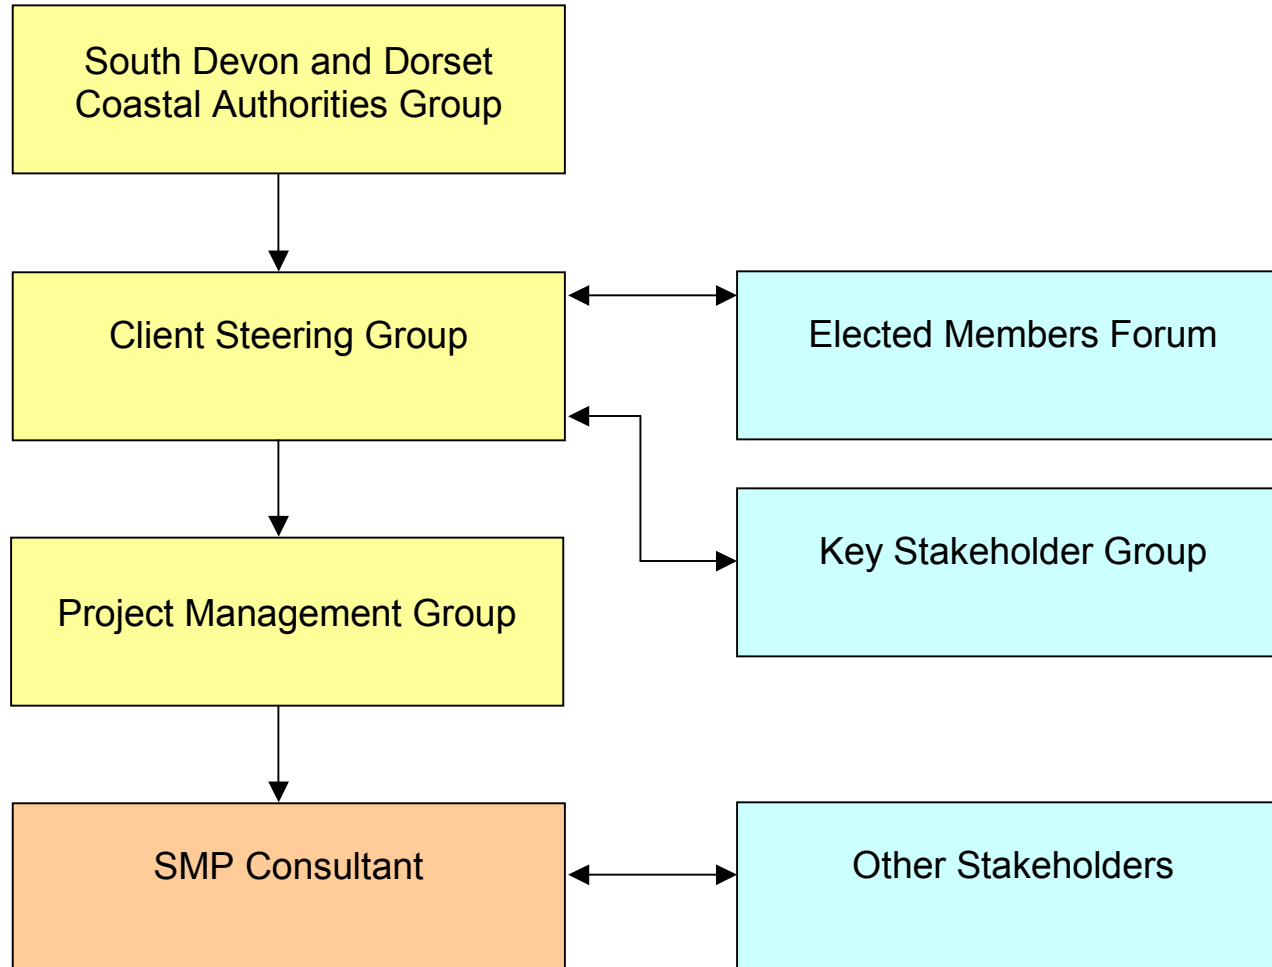 South Devon and Dorset
Coastal Authorities Group
Client Steering Group
Elected Members Forum
Key Stakeholder Group
Project Management Group
SMP Consultant
Other Stakeholders